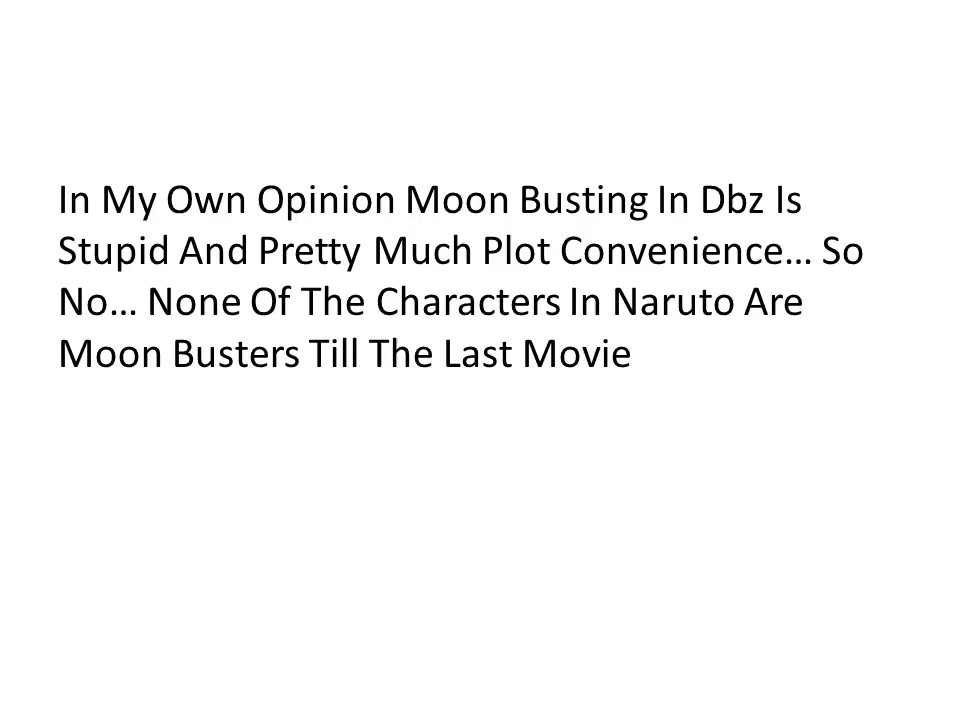 In My Own Opinion Moon Busting In Dbz Is
Stupid And Pretty Much Plot Convenience… So
No… None Of The Characters In Naruto Are
Moon Busters Till The Last Movie